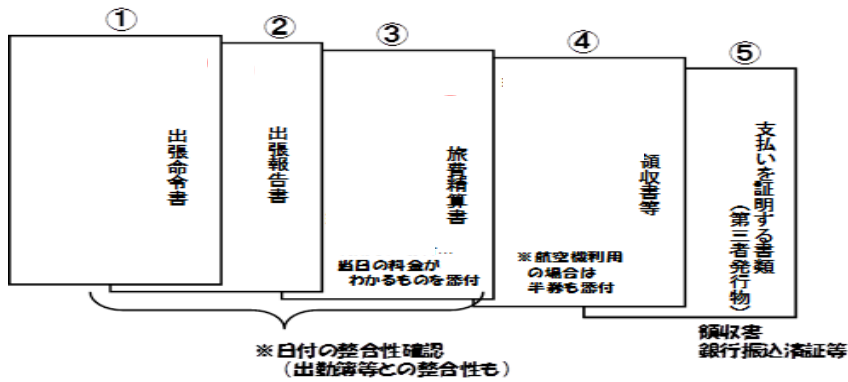 ①
②
③
④
⑤
出張命令書
出張報告書
旅費精算書
当日の料金が
わかるものを添付
領収書等
※航空機利用
の場合は
半券も添付
支払いを証明する書類
（第三者発行物）
領収書
銀行振込済証等
※日付の整合性確認
（出勤簿等との整合性も）